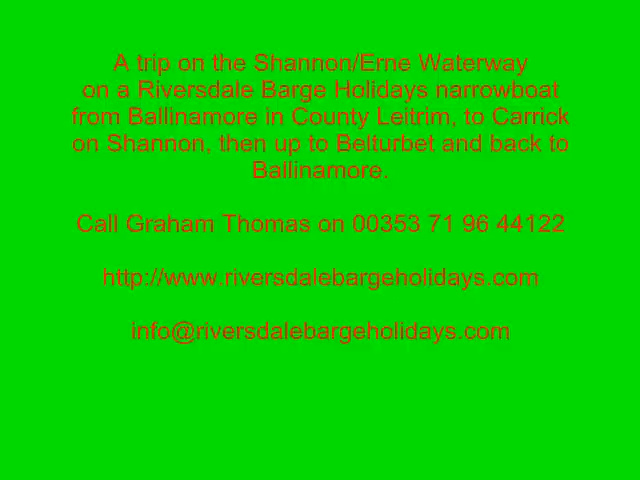 A trip on the Shannon/Erne Waterway
on a Riversdale Barge Holidays narrowboat
from Ballinamore in County Leitrim, to Carrick
on Shannon, then up to Belturbet and back to
Ballinamore.
Call Graham Thomas on 00353 71 96 44122
http://www.riversdalebargeholidays.com
info@riversdalebargeholidays.com